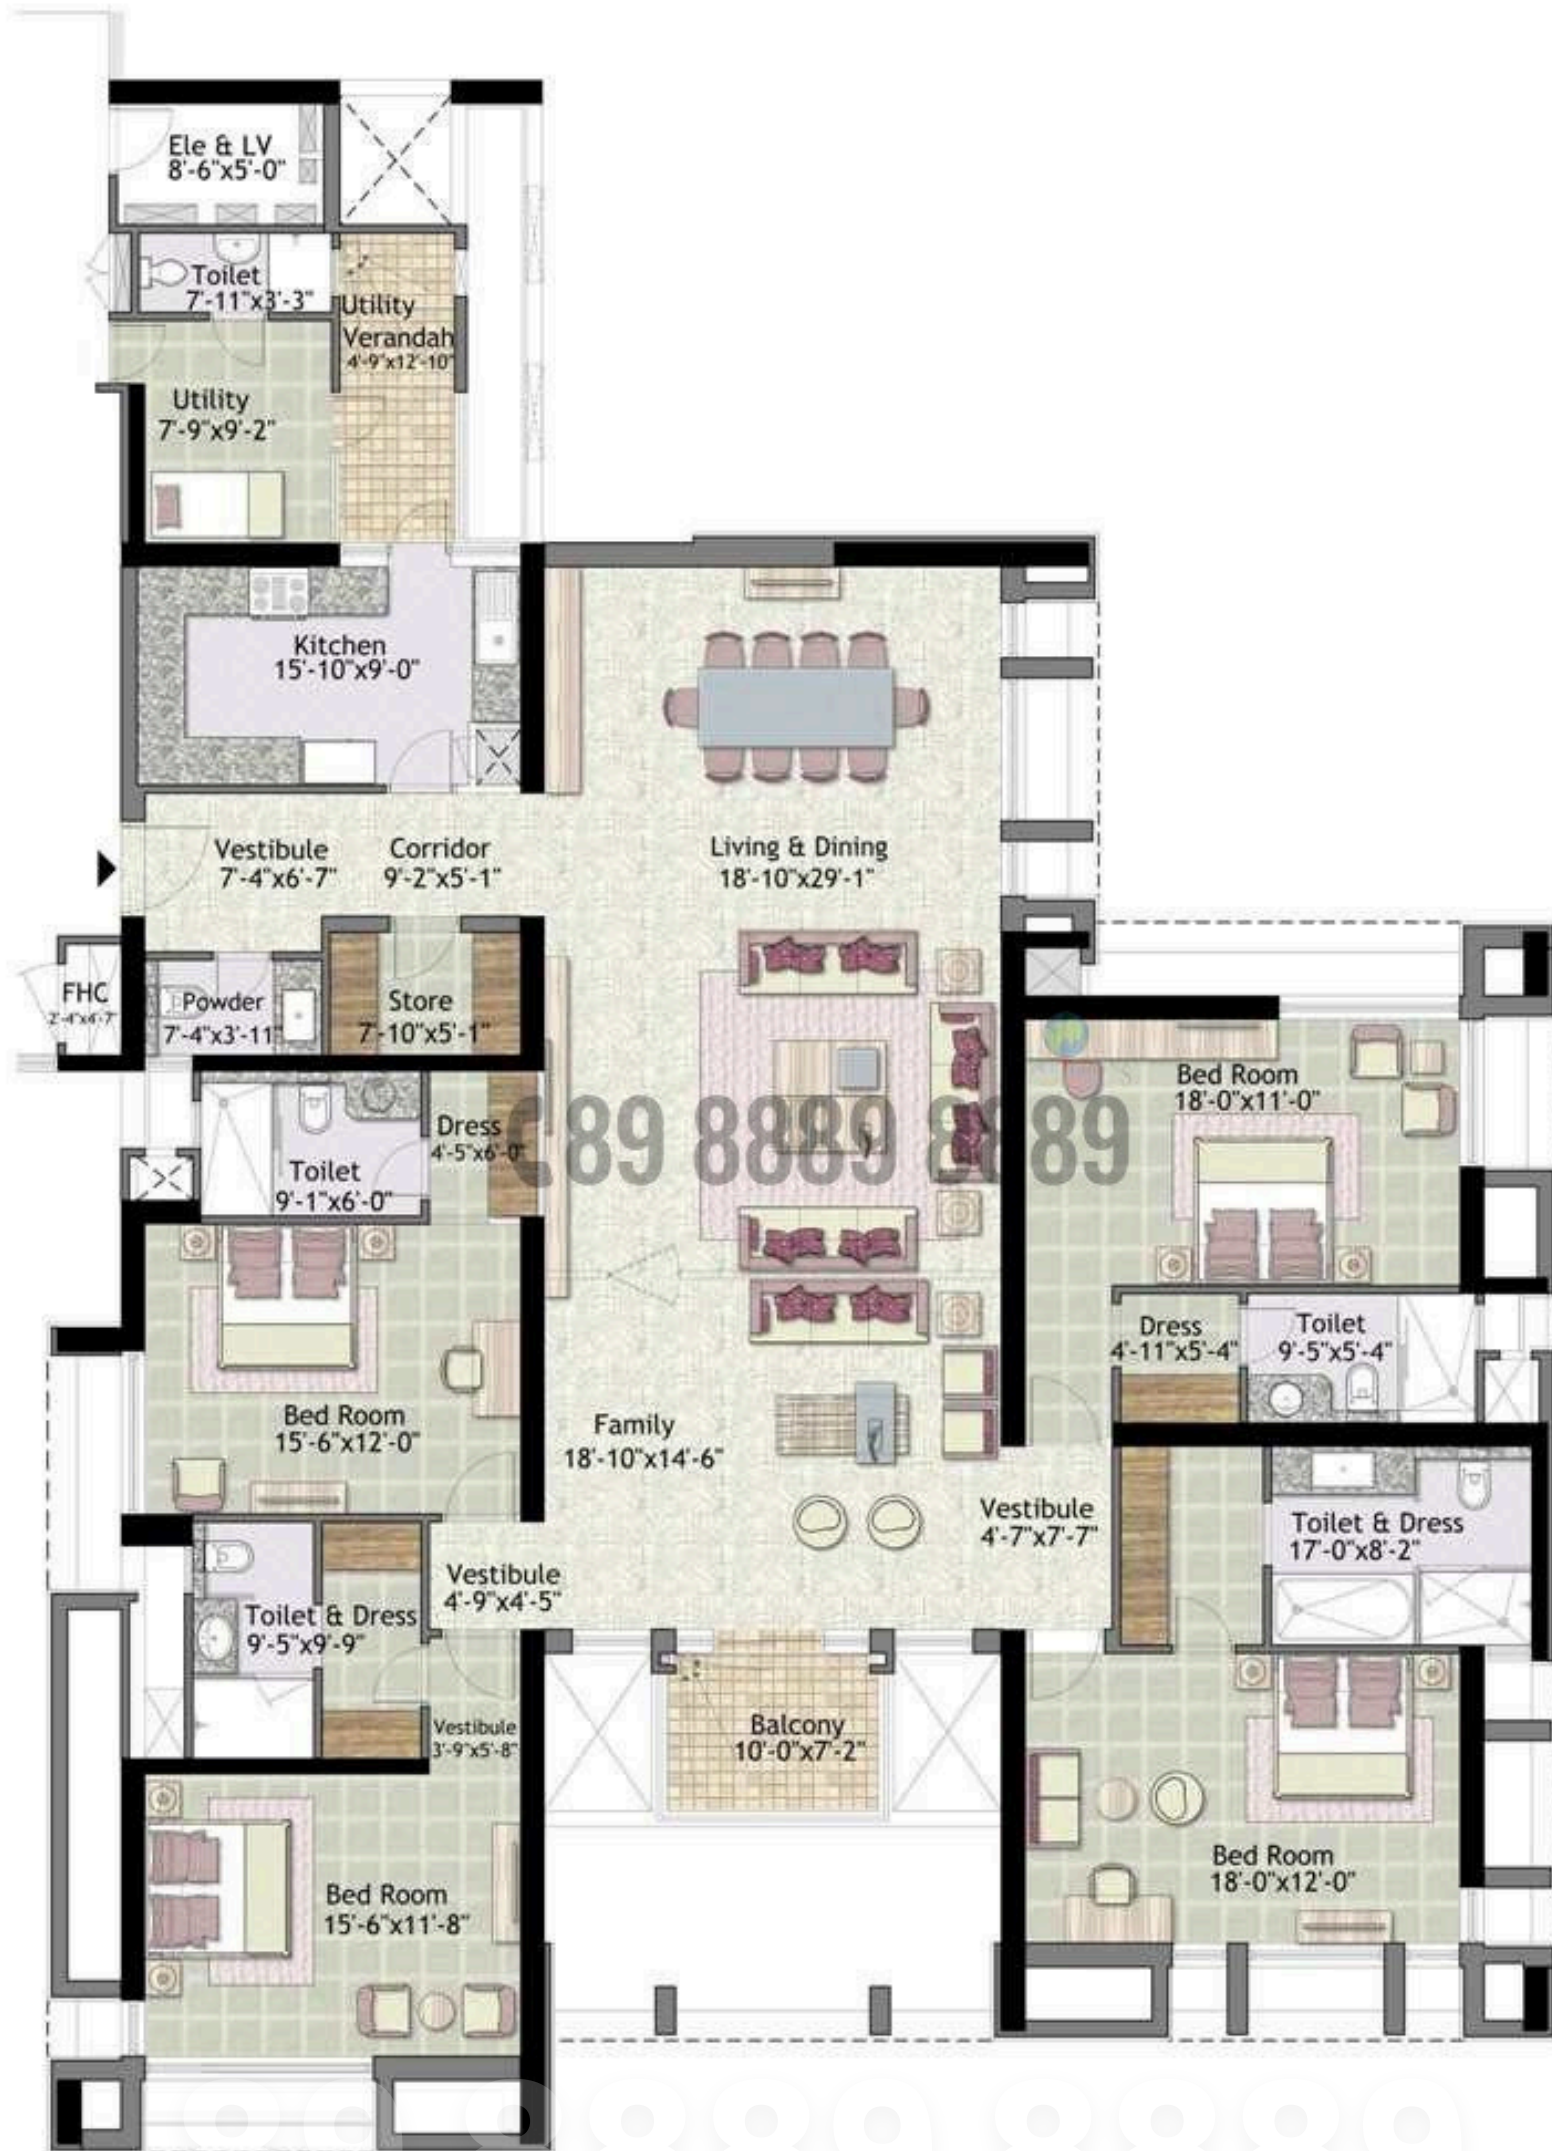 Ele & LV
8'-6"x5'-0"
Toilet
7'-11"x3'-3"
Utility
Verandah
4'-9"x12'-10"
Utility
7'-9"x9'-2"
Kitchen
15'-10"x9'-0"
Vestibule
7'-4"x6'-7"
Corridor
9'-2"x5'-1"
Living & Dining
18'-10"x29'-1"
FHC
2'-4"x4'-7"
Powder
7'-4"x3'-11"
Store
7'-10"x5'-1"
Bed Room
18'-0"x11'-0"
Dress
4'-5"x6'-0"
089 8889 8889
Toilet
9'-1"x6'-0"
Dress
4'-11"x5'-4"
Toilet
9'-5"x5'-4"
Bed Room
15'-6"x12'-0"
Family
18'-10"x14'-6"
Vestibule
4'-7"x7'-7"
Toilet & Dress
17'-0"x8'-2"
Vestibule
4'-9"x4'-5"
Toilet & Dress
9'-5"x9'-9"
Vestibule
3'-9"x5'-8"
Balcony
10'-0"x7'-2"
Bed Room
18'-0"x12'-0"
Bed Room
15'-6"x11'-8"